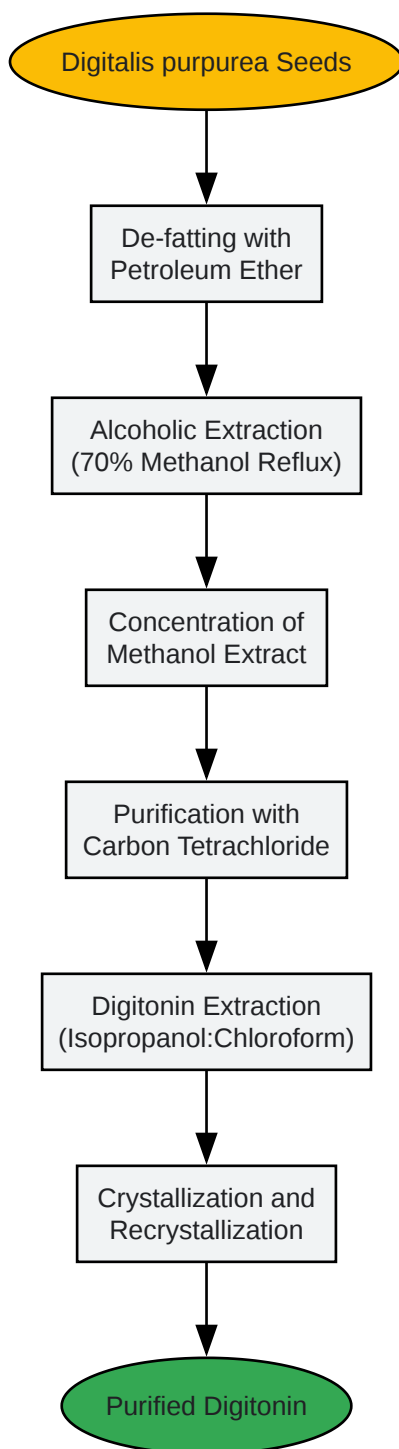 Digitalis purpurea Seeds
De-fatting with
Petroleum Ether
Alcoholic Extraction
(70% Methanol Reflux)
Concentration of
Methanol Extract
Purification with
Carbon Tetrachloride
Digitonin Extraction
(Isopropanol:Chloroform)
Crystallization and
Recrystallization
Purified Digitonin